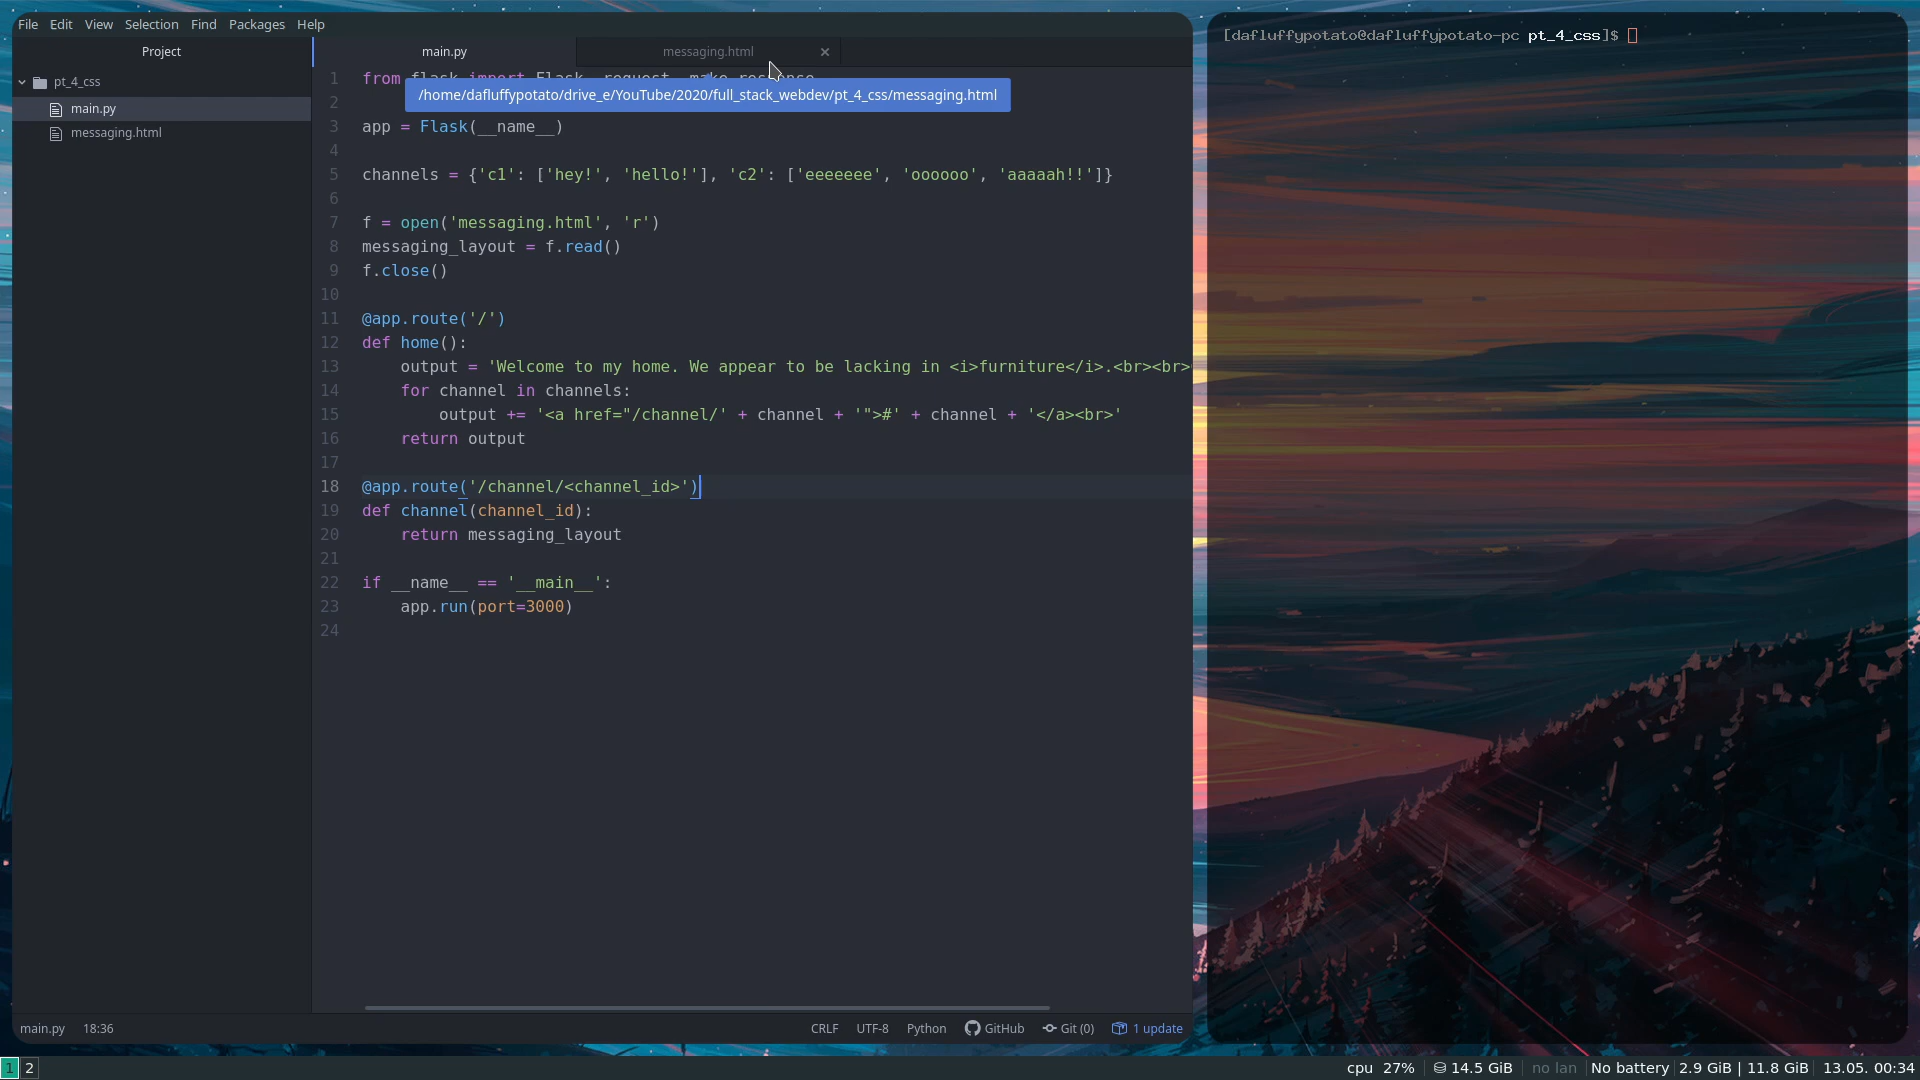 File Edit View Selection Find Packages Help
Project
main.py
messaging.html
pt_4_css
main.py
messaging.html
1 from flask import Flask, request, make_response
/home/dafluffypotato/drive_e/YouTube/2020/full_stack_webdev/pt_4_css/messaging.html
2
3 app = Flask(__name__)
4
5 channels = {'c1': ['hey!', 'hello!'], 'c2': ['eeeeeee', 'oooooo', 'aaaaah!!']}
6
7 f = open('messaging.html', 'r')
8 messaging_layout = f.read()
9 f.close()
10
11 @app.route('/')
12 def home():
13     output = 'Welcome to my home. We appear to be lacking in <i>furniture</i>.<br><br>
14     for channel in channels:
15         output += '<a href="/channel/' + channel + '">#' + channel + '</a><br>'
16     return output
17
18 @app.route('/channel/<channel_id>')
19 def channel(channel_id):
20     return messaging_layout
21
22 if __name__ == '__main__':
23     app.run(port=3000)
24
main.py 18:36 CRLF UTF-8 Python GitHub Git (0) 1 update
[dafluffypotato@dafluffypotato-pc pt_4_css]$
1 2 cpu 27% 14.5 GiB no lan No battery 2.9 GiB | 11.8 GiB 13.05. 00:34